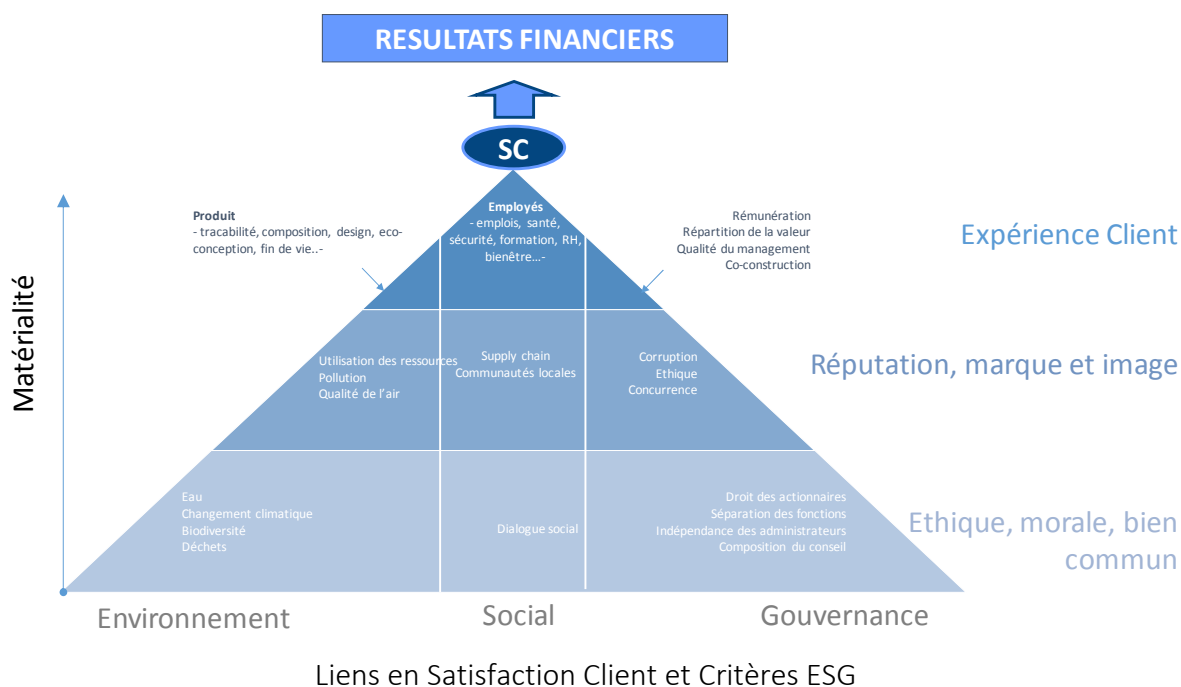 RESULTATS FINANCIERS
SC
Matérialité
Produit
- tracabilité, composition, design, eco-
conception, fin de vie..-
Employés
- emplois, santé,
sécurité, formation, RH,
bienêtre...-
Rémunération
Répartition de la valeur
Qualité du management
Co-construction
Expérience Client
Utilisation des ressources
Pollution
Qualité de l'air
Supply chain
Communautés locales
Corruption
Ethique
Concurrence
Réputation, marque et image
Eau
Changement climatique
Biodiversité
Déchets
Dialogue social
Droit des actionnaires
Séparation des fonctions
Indépendance des administrateurs
Composition du conseil
Ethique, morale, bien
commun
Environnement
Social
Gouvernance
Liens en Satisfaction Client et Critères ESG